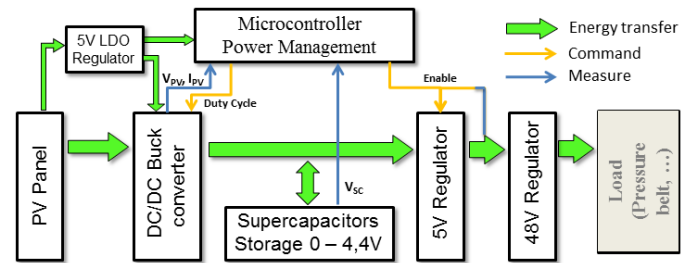 Microcontroller
Power Management
5V LDO
Regulator
Energy transfer
Command
Measure
VPV, IPV
Duty Cycle
Enable
PV Panel
DC/DC Buck
converter
VSC
Supercapacitors
Storage 0 – 4,4V
5V Regulator
48V Regulator
Load
(Pressure
belt, ...)